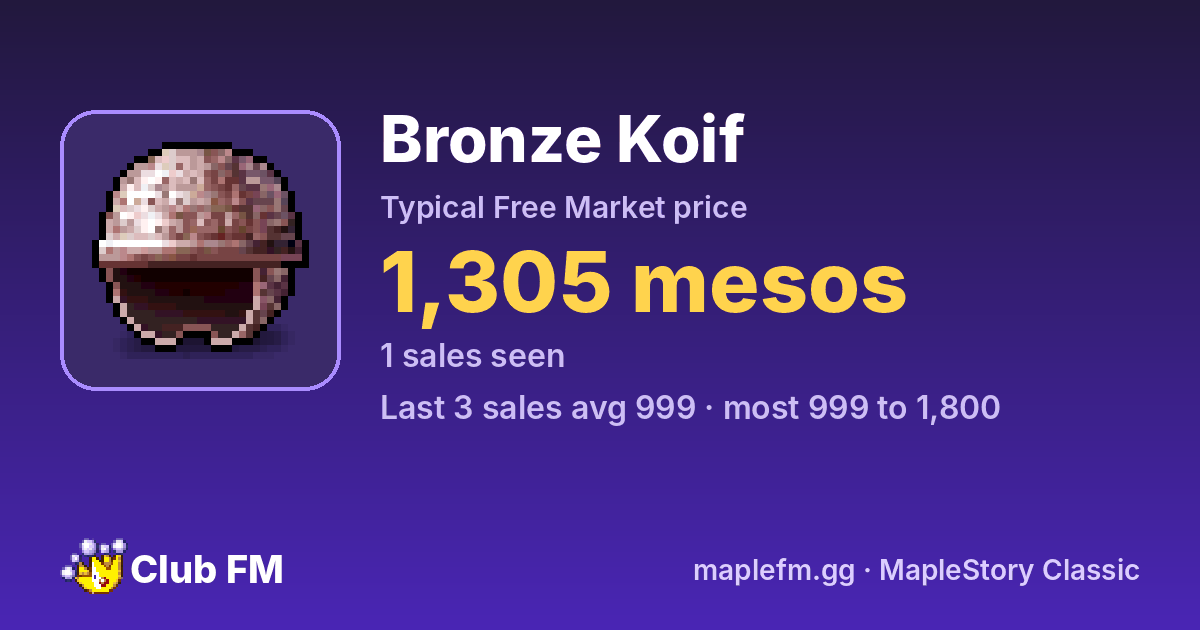 Bronze Koif
Typical Free Market price
1,305 mesos
1 sales seen
Last 3 sales avg 999 · most 999 to 1,800
Club FM
maplefm.gg · MapleStory Classic